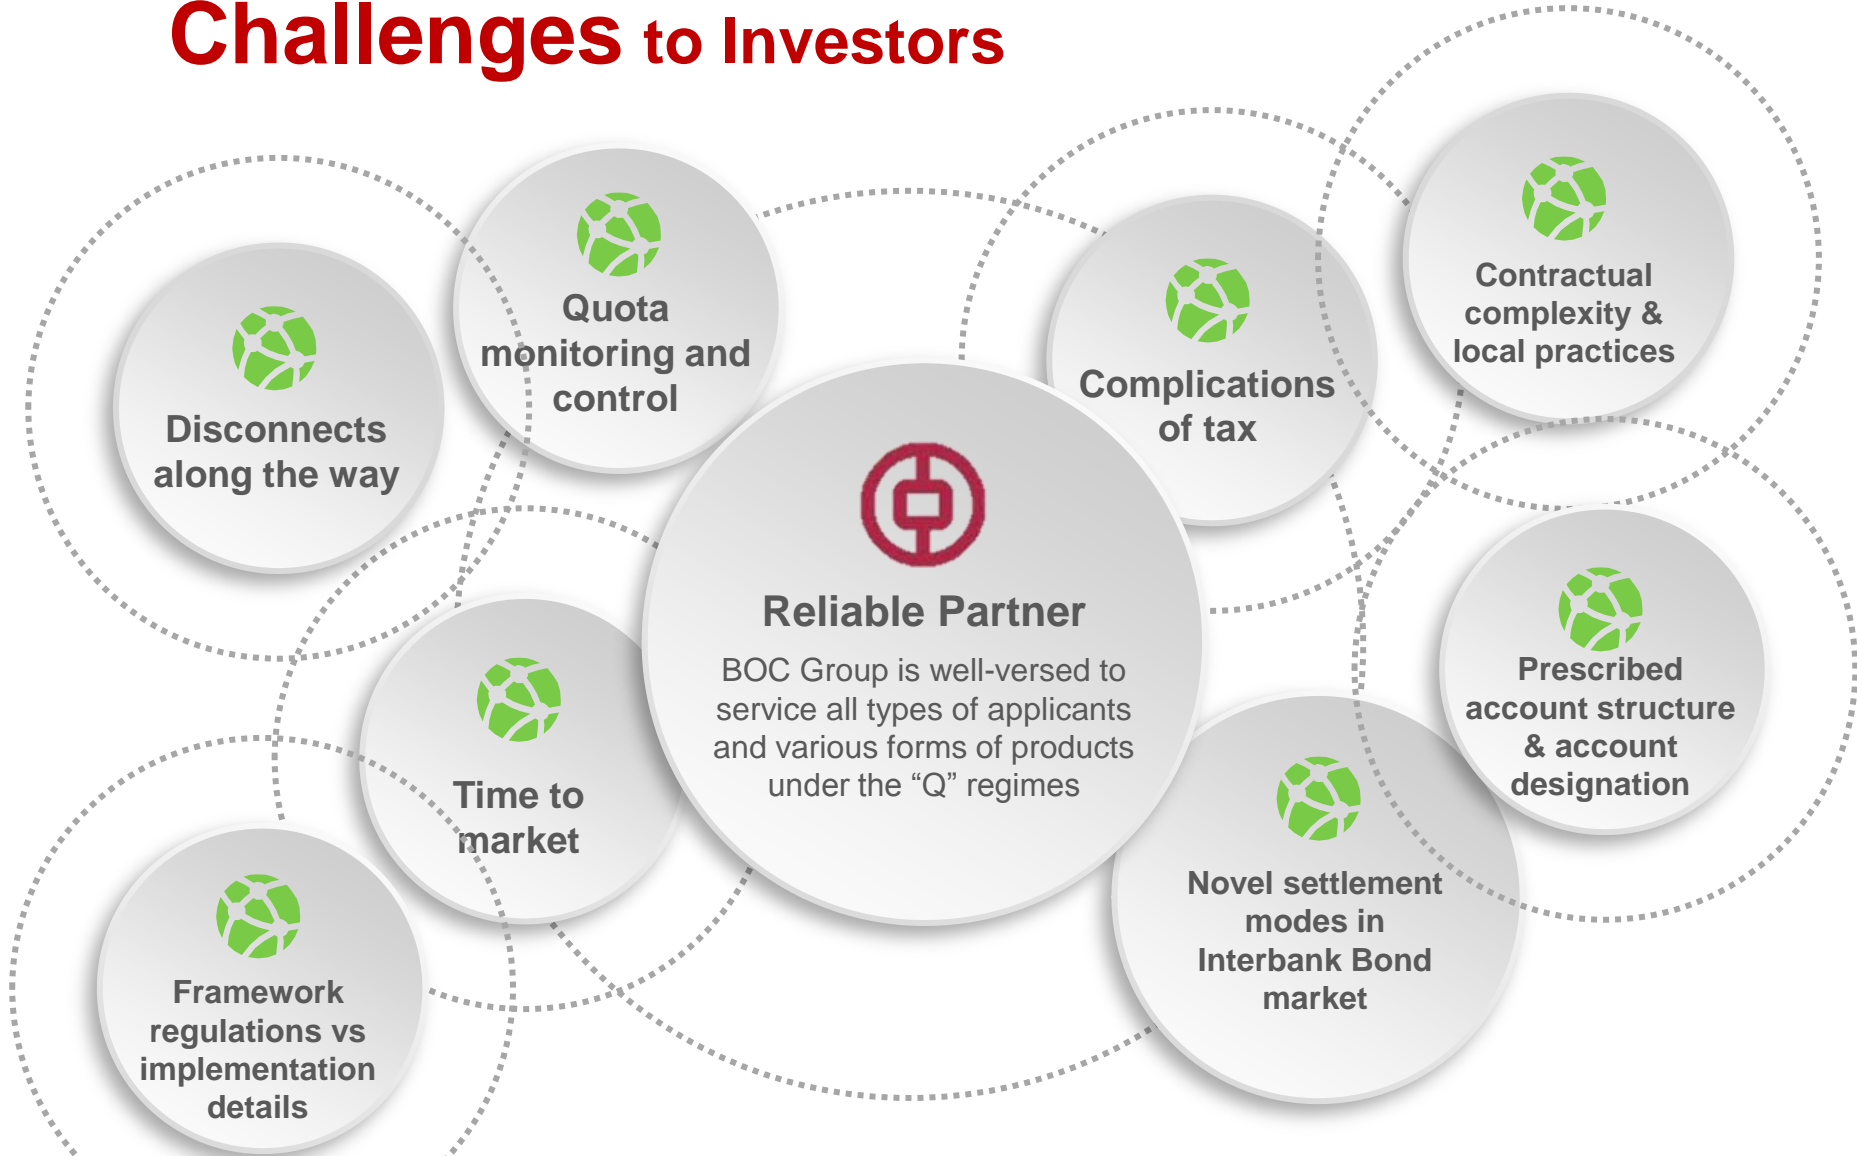 Challenges to Investors
Quota
monitoring and
control
Contractual
complexity &
local practices
Disconnects
along the way
Complications
of tax
Reliable Partner
BOC Group is well-versed to
service all types of applicants
and various forms of products
under the “Q” regimes
Prescribed
account structure
& account
designation
Time to
market
Novel settlement
modes in
Interbank Bond
market
Framework
regulations vs
implementation
details